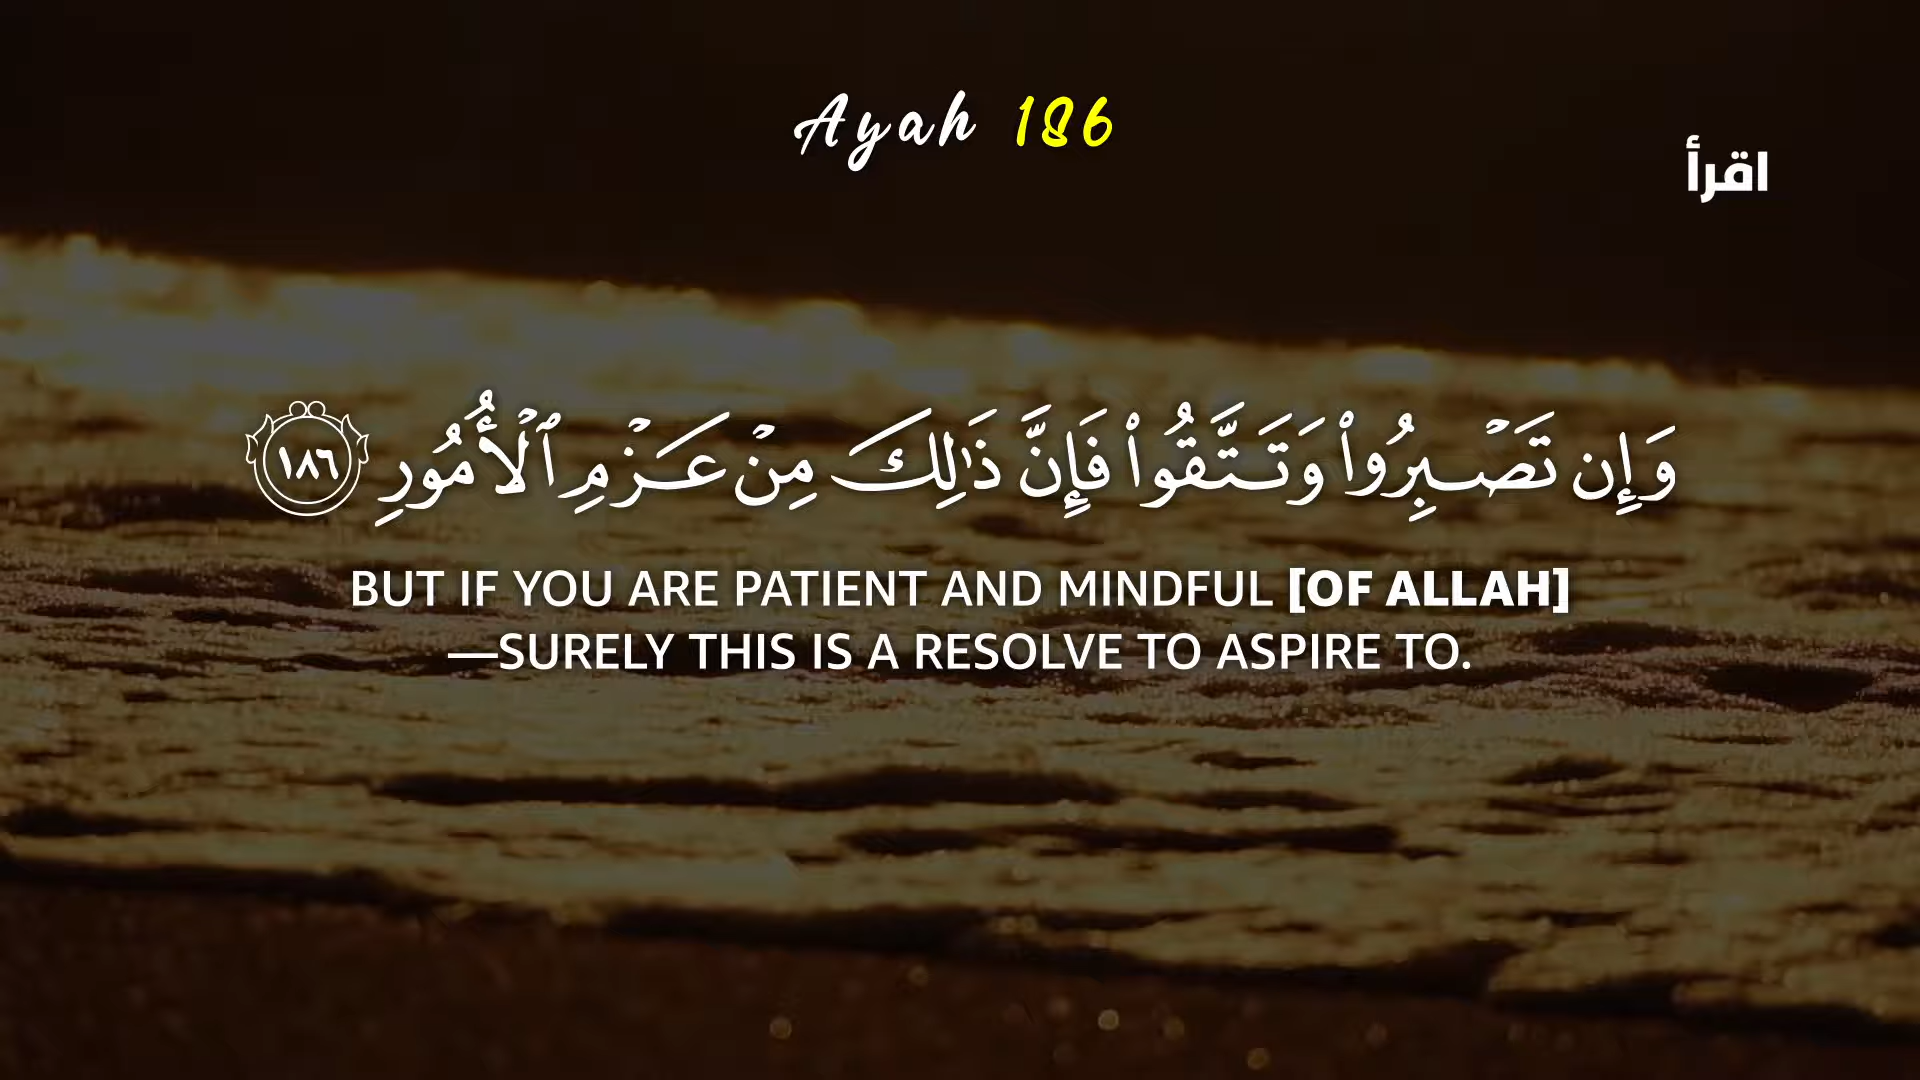 Ayah 186
اقرأ
وَإِن تَصْبِرُوا۟ وَتَتَّقُوا۟ فَإِنَّ ذَٰلِكَ مِنْ عَزْمِ ٱلْأُمُورِ ١٨٦
BUT IF YOU ARE PATIENT AND MINDFUL [OF ALLAH]
—SURELY THIS IS A RESOLVE TO ASPIRE TO.